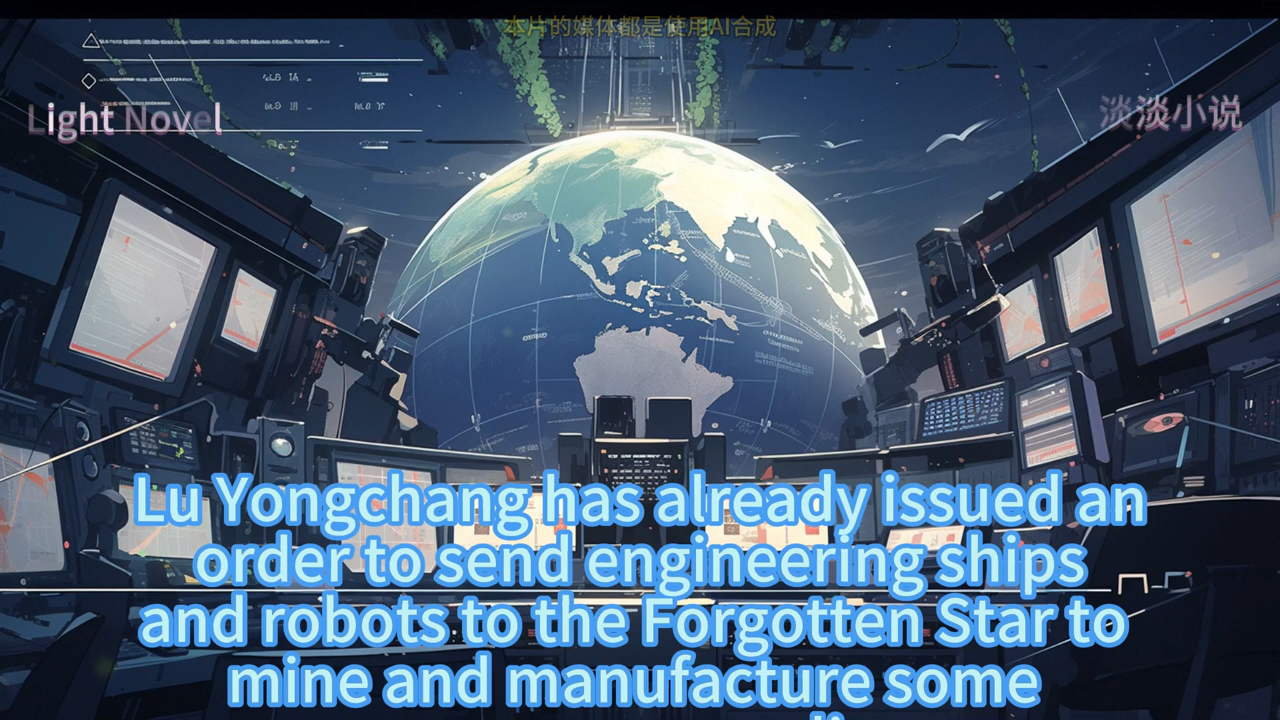 本片的媒体都是使用AI合成
Light Novel
淡淡小说
Lu Yongchang has already issued an
order to send engineering ships
and robots to the Forgotten Star to
mine and manufacture some